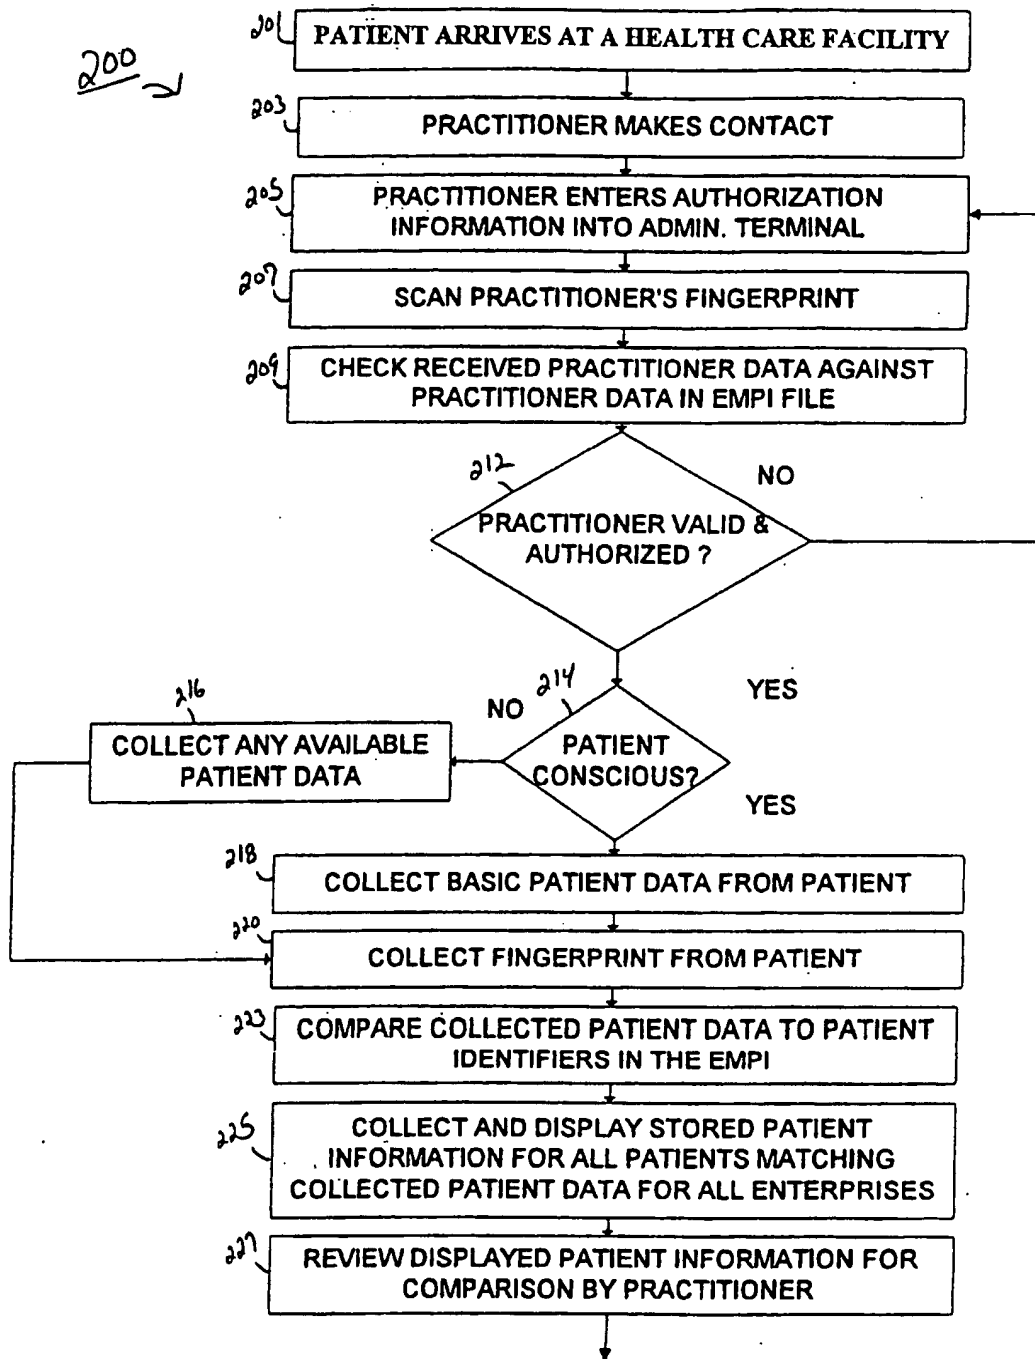 200
201
PATIENT ARRIVES AT A HEALTH CARE FACILITY
203
PRACTITIONER MAKES CONTACT
205
PRACTITIONER ENTERS AUTHORIZATION
INFORMATION INTO ADMIN. TERMINAL
207
SCAN PRACTITIONER'S FINGERPRINT
209
CHECK RECEIVED PRACTITIONER DATA AGAINST
PRACTITIONER DATA IN EMPI FILE
212
NO
PRACTITIONER VALID &
AUTHORIZED ?
214
YES
NO
216
PATIENT
CONSCIOUS?
COLLECT ANY AVAILABLE
PATIENT DATA
YES
218
COLLECT BASIC PATIENT DATA FROM PATIENT
220
COLLECT FINGERPRINT FROM PATIENT
223
COMPARE COLLECTED PATIENT DATA TO PATIENT
IDENTIFIERS IN THE EMPI
225
COLLECT AND DISPLAY STORED PATIENT
INFORMATION FOR ALL PATIENTS MATCHING
COLLECTED PATIENT DATA FOR ALL ENTERPRISES
227
REVIEW DISPLAYED PATIENT INFORMATION FOR
COMPARISON BY PRACTITIONER